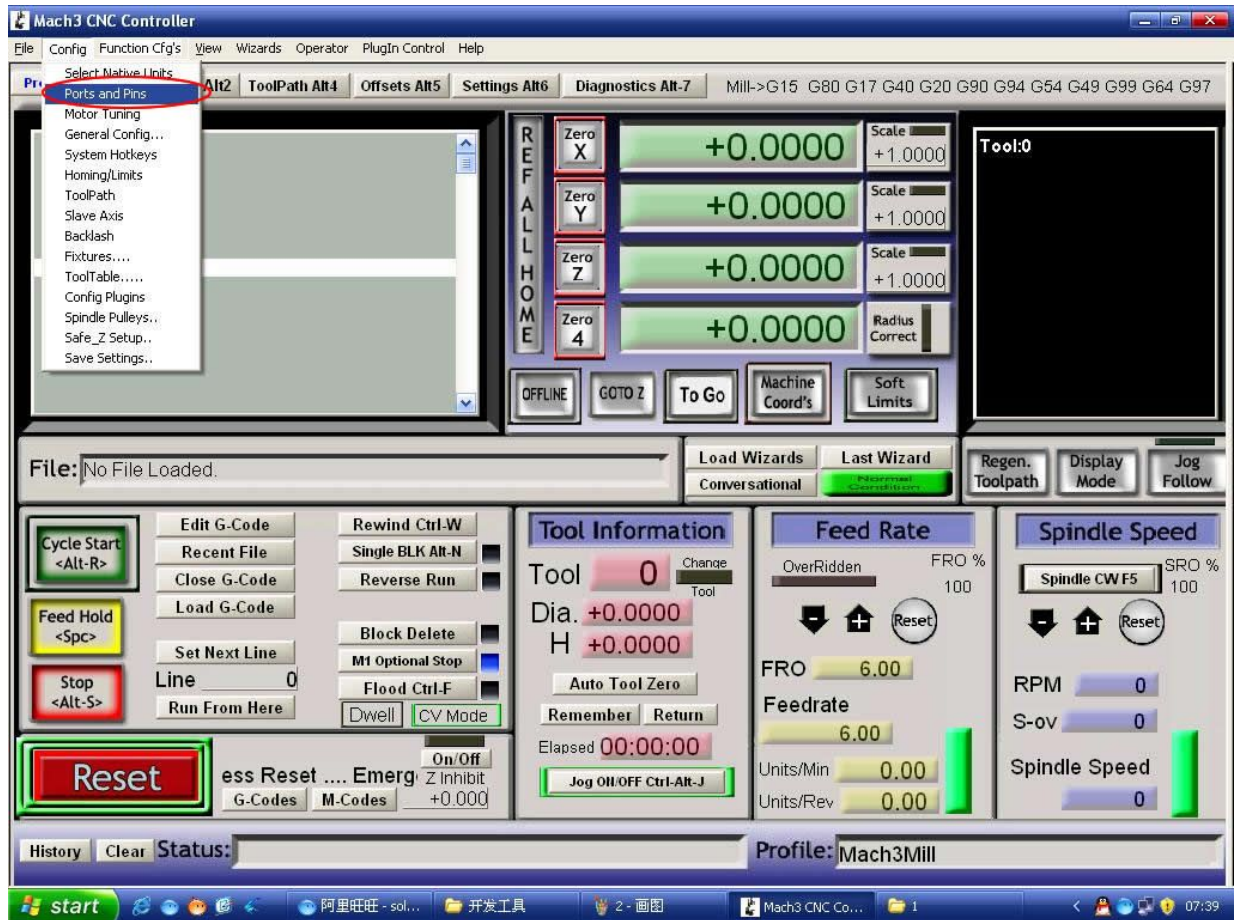 Mach3 CNC Controller
File Config Function Cfg's View Wizards Operator PlugIn Control Help
Select Native Units
Ports and Pins
Motor Tuning
General Config...
System Hotkeys
Homing/Limits
ToolPath
Slave Axis
Backlash
Fixtures....
ToolTable.....
Config Plugins
Spindle Pulleys..
Safe_Z Setup..
Save Settings..
Alt2 ToolPath Alt4 Offsets Alt5 Settings Alt6 Diagnostics Alt-7
Mill->G15 G80 G17 G40 G20 G90 G94 G54 G49 G99 G64 G97
REF ALL HOME
Zero X +0.0000 Scale +1.0000
Zero Y +0.0000 Scale +1.0000
Zero Z +0.0000 Scale +1.0000
Zero 4 +0.0000 Radius Correct
OFFLINE GOTO Z To Go Machine Coord's Soft Limits
Tool:0
File: No File Loaded.
Load Wizards Last Wizard
Conversational Normal Condition
Regen. Toolpath Display Mode Jog Follow
Cycle Start <Alt-R>
Feed Hold <Spc>
Stop <Alt-S>
Edit G-Code
Recent File
Close G-Code
Load G-Code
Set Next Line
Line 0
Run From Here
Rewind Ctrl-W
Single BLK Alt-N
Reverse Run
Block Delete
M1 Optional Stop
Flood Ctrl-F
Dwell CV Mode
Reset
ess Reset .... Emerg
G-Codes M-Codes
On/Off
Z Inhibit
+0.000
Tool Information
Tool 0 Change Tool
Dia. +0.0000
H +0.0000
Auto Tool Zero
Remember Return
Elapsed 00:00:00
Jog ON/OFF Ctrl-Alt-J
Feed Rate
OverRidden FRO %
100
Reset
FRO 6.00
Feedrate
6.00
Units/Min 0.00
Units/Rev 0.00
Spindle Speed
Spindle CW F5 SRO %
100
Reset
RPM 0
S-ov 0
Spindle Speed
0
History Clear Status:
Profile: Mach3Mill
start 阿里旺旺 - sol... 开发工具 2 - 画图 Mach3 CNC Co... 1 07:39